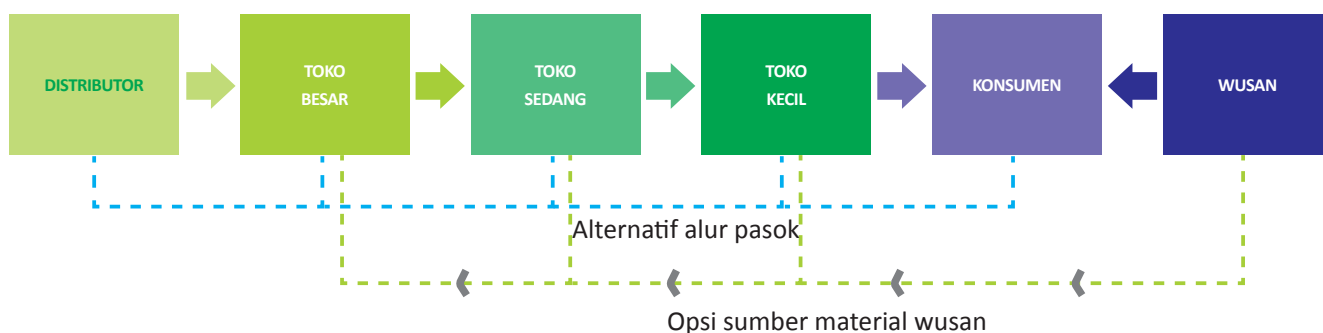 DISTRIBUTOR
TOKO
BESAR
TOKO
SEDANG
TOKO
KECIL
KONSUMEN
WUSAN
Alternatif alur pasok
Opsi sumber material wusan